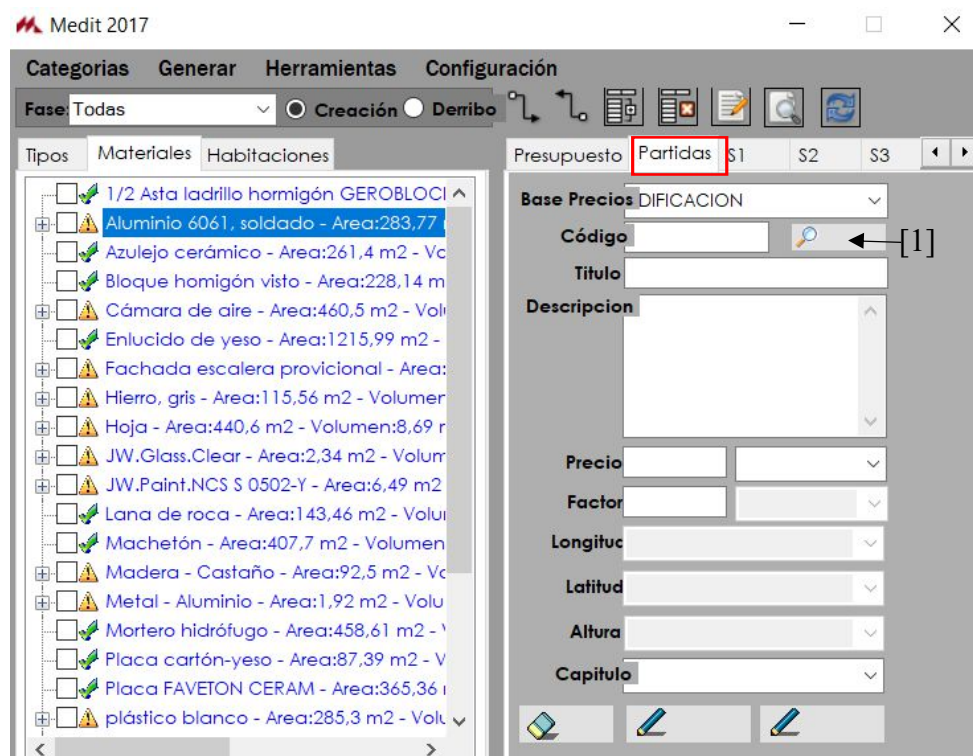 Medit 2017
Categorias Generar Herramientas Configuración
Fase: Todas Creación Derribo
Tipos Materiales Habitaciones
1/2 Asta ladrillo hormigón GEROBLOCI
Aluminio 6061, soldado - Area:283,77
Azulejo cerámico - Area:261,4 m2 - Vo
Bloque homigón visto - Area:228,14 m
Cámara de aire - Area:460,5 m2 - Vol
Enlucido de yeso - Area:1215,99 m2 -
Fachada escalera provicional - Area:
Hierro, gris - Area:115,56 m2 - Volumer
Hoja - Area:440,6 m2 - Volumen:8,69
JW.Glass.Clear - Area:2,34 m2 - Volum
JW.Paint.NCS S 0502-Y - Area:6,49 m2
Lana de roca - Area:143,46 m2 - Volu
Machetón - Area:407,7 m2 - Volumen
Madera - Castaño - Area:92,5 m2 - Vo
Metal - Aluminio - Area:1,92 m2 - Volu
Mortero hidrófugo - Area:458,61 m2 -
Placa cartón-yeso - Area:87,39 m2 - V
Placa FAVETON CERAM - Area:365,36
plástico blanco - Area:285,3 m2 - Volu
Presupuesto Partidas S1 S2 S3
Base Precios DIFICACION
Código [1]
Titulo
Descripcion
Precio
Factor
Longituc
Latitud
Altura
Capitulo